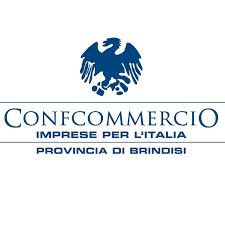 CONFCOMMERCIO
IMPRESE PER L'ITALIA
PROVINCIA DI BRINDISI